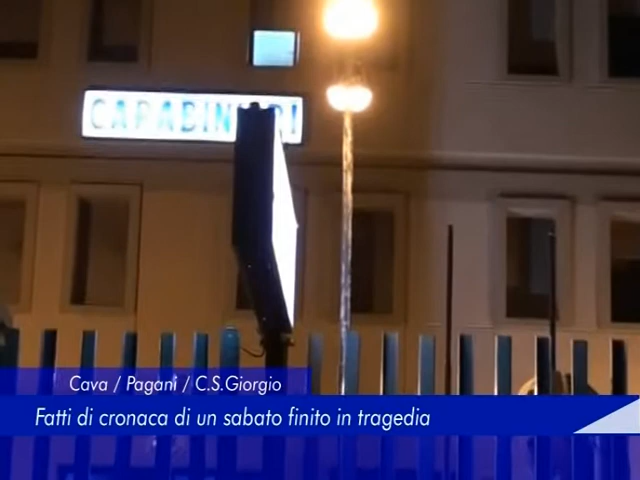 CARABINIERI
Cava / Pagani / C.S.Giorgio
Fatti di cronaca di un sabato finito in tragedia